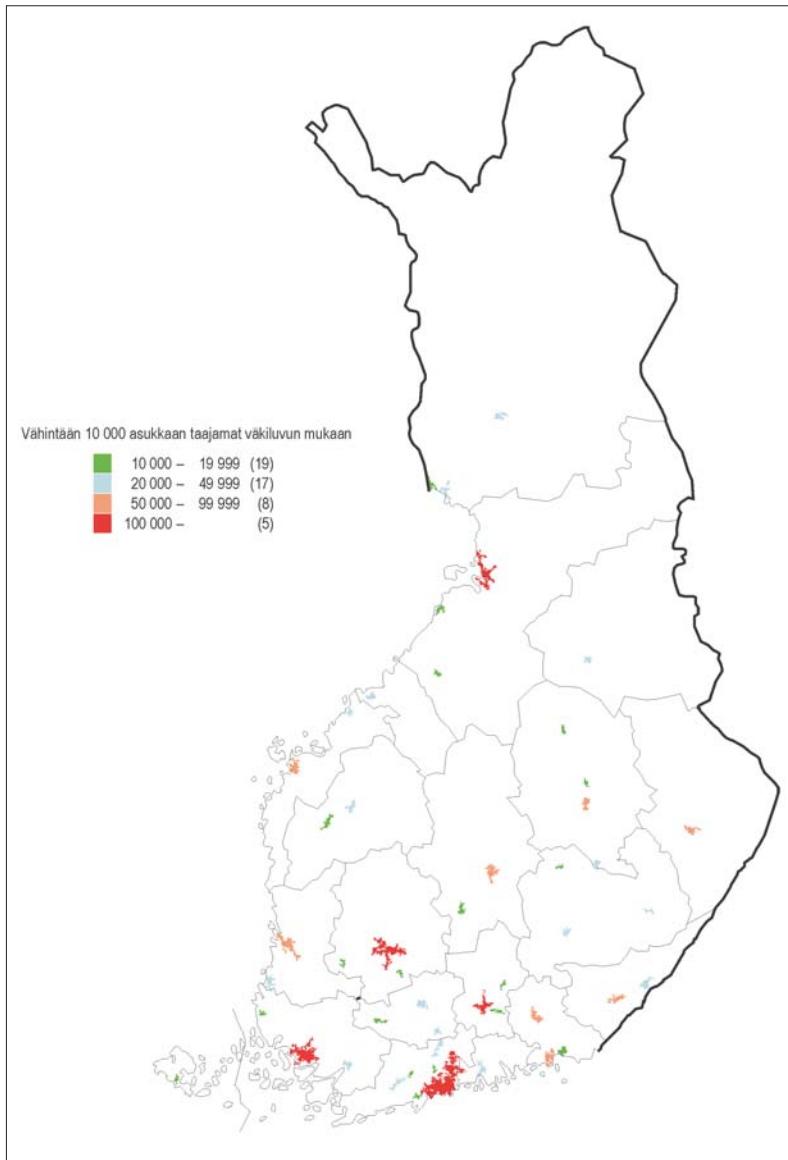 Vähintään 10 000 asukkaan taajamat väkiluvun mukaan
10 000 – 19 999 (19)
20 000 – 49 999 (17)
50 000 – 99 999 (8)
100 000 – (5)